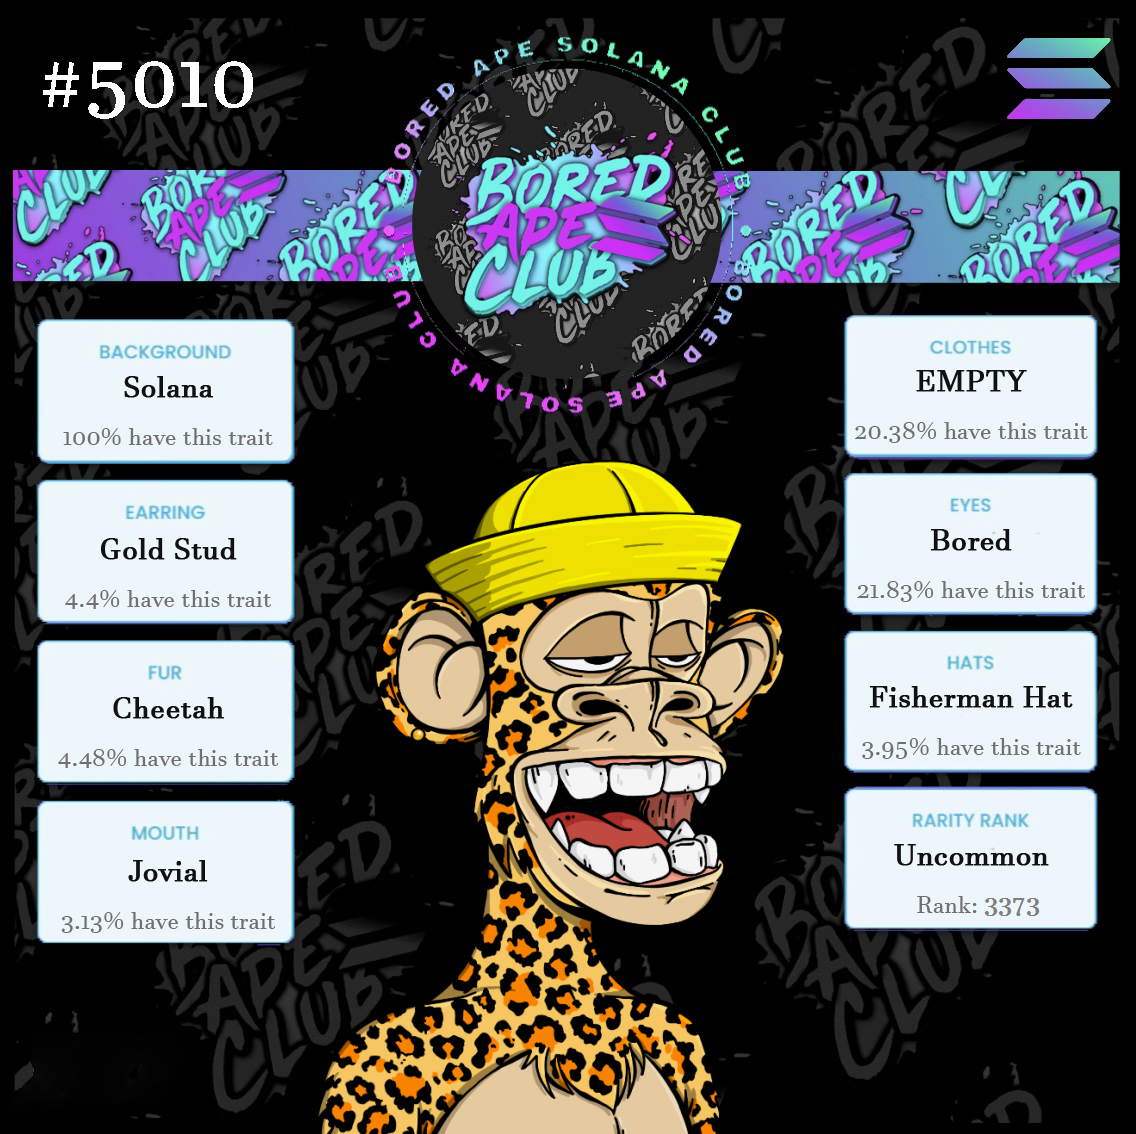 #5010
BORED APE SOLANA CLUB
BORED APE SOLANA CLUB
BORED
APE
CLUB
BACKGROUND
Solana
100% have this trait
EARRING
Gold Stud
4.4% have this trait
FUR
Cheetah
4.48% have this trait
MOUTH
Jovial
3.13% have this trait
CLOTHES
EMPTY
20.38% have this trait
EYES
Bored
21.83% have this trait
HATS
Fisherman Hat
3.95% have this trait
RARITY RANK
Uncommon
Rank: 3373